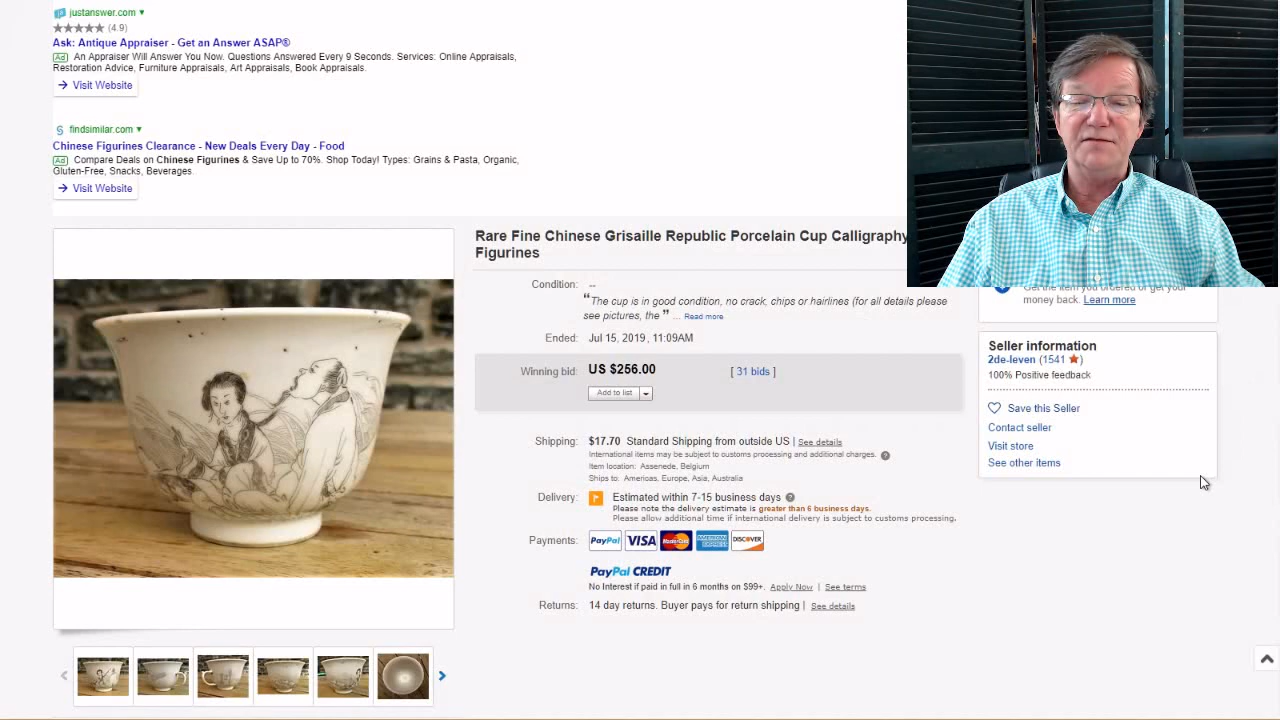 justanswer.com
(4.9)
Ask: Antique Appraiser - Get an Answer ASAP®
Ad An Appraiser Will Answer You Now. Questions Answered Every 9 Seconds. Services: Online Appraisals,
Restoration Advice, Furniture Appraisals, Art Appraisals, Book Appraisals.
→ Visit Website
findsimilar.com
Chinese Figurines Clearance - New Deals Every Day - Food
Ad Compare Deals on Chinese Figurines & Save Up to 70%. Shop Today! Types: Grains & Pasta, Organic,
Gluten-Free, Snacks, Beverages.
→ Visit Website
Rare Fine Chinese Grisaille Republic Porcelain Cup Calligraphy
Figurines
Condition: --
“The cup is in good condition, no crack, chips or hairlines (for all details please
see pictures, the ” ... Read more
Ended: Jul 15, 2019 , 11:09AM
Winning bid: US $256.00 [ 31 bids ]
Add to list
Shipping: $17.70 Standard Shipping from outside US | See details
International items may be subject to customs processing and additional charges.
Item location: Assenede, Belgium
Ships to: Americas, Europe, Asia, Australia
Delivery: Estimated within 7-15 business days
Please note the delivery estimate is greater than 6 business days.
Please allow additional time if international delivery is subject to customs processing.
Payments: PayPal VISA MasterCard AMERICAN EXPRESS DISCOVER
PayPal CREDIT
No Interest if paid in full in 6 months on $99+. Apply Now | See terms
Returns: 14 day returns. Buyer pays for return shipping | See details
Get the item you ordered or get your
money back. Learn more
Seller information
2de-leven (1541 )
100% Positive feedback
Save this Seller
Contact seller
Visit store
See other items